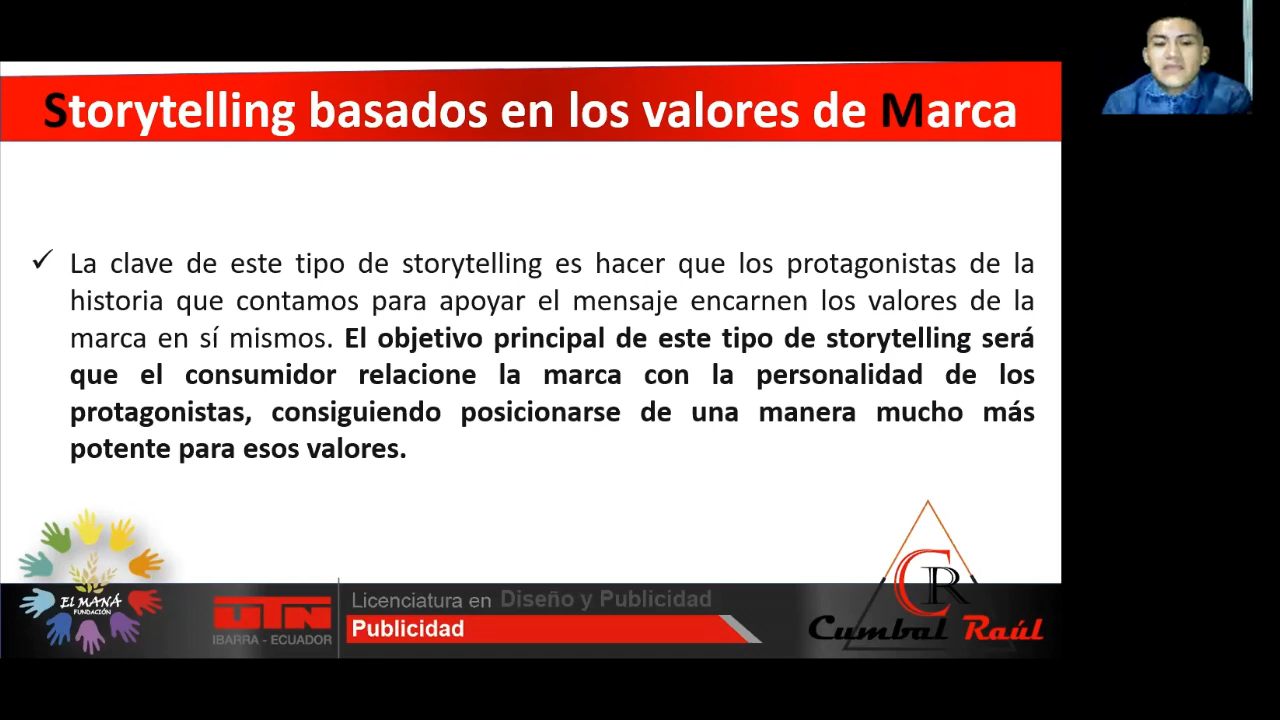 Storytelling basados en los valores de Marca
✓ La clave de este tipo de storytelling es hacer que los protagonistas de la
historia que contamos para apoyar el mensaje encarnen los valores de la
marca en sí mismos. El objetivo principal de este tipo de storytelling será
que el consumidor relacione la marca con la personalidad de los
protagonistas, consiguiendo posicionarse de una manera mucho más
potente para esos valores.
EL MANÁ
FUNDACIÓN
UTN
IBARRA - ECUADOR
Licenciatura en Diseño y Publicidad
Publicidad
CR
Cumbal Raúl